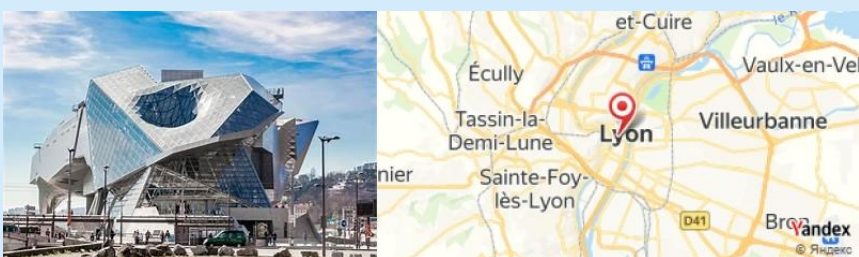 et-Cuire
Écully
Vaulx-en-Vel
Tassin-la-
Demi-Lune
Lyon
Villeurbanne
nier
Sainte-Foy-
lès-Lyon
D41
Bron
Yandex
© Яндекс